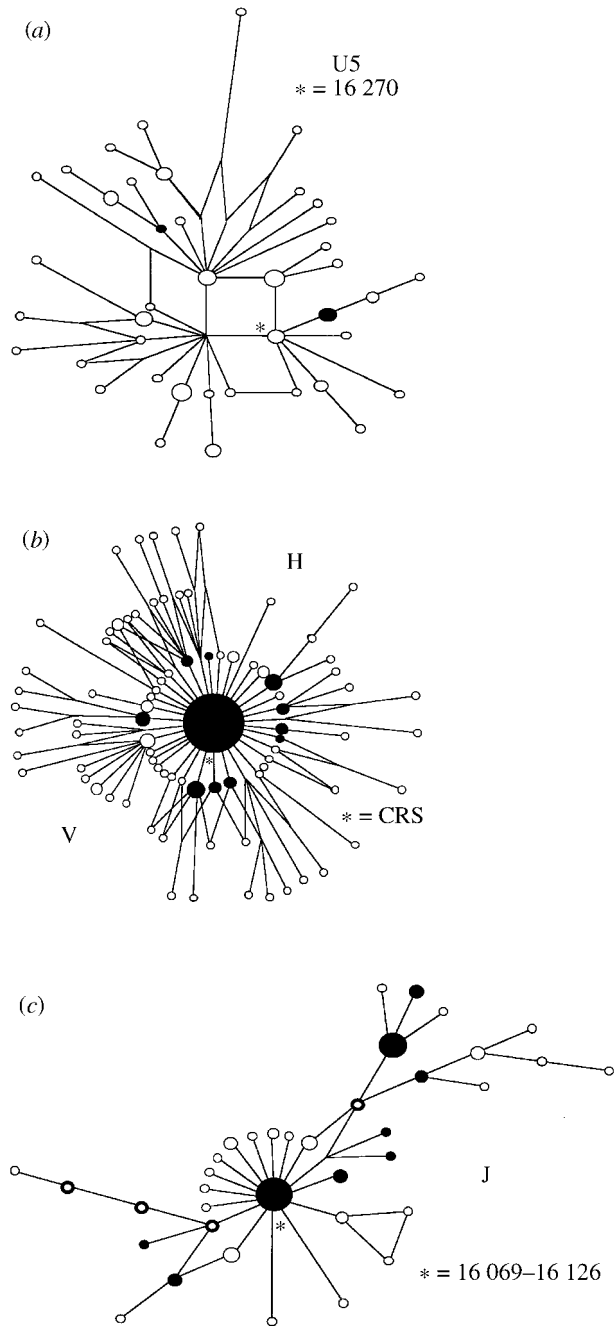 (a)
U5
* = 16 270
*
(b)
H
*
* = CRS
V
(c)
J
*
* = 16 069–16 126